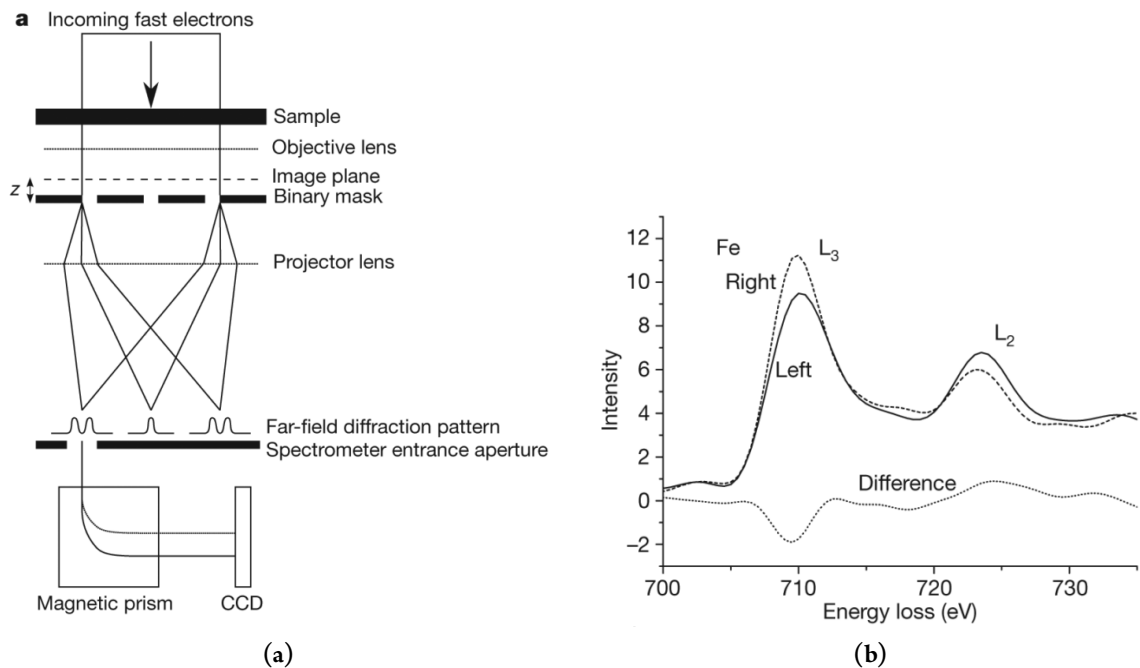 a Incoming fast electrons
Sample
Objective lens
Image plane
z
Binary mask
Projector lens
Far-field diffraction pattern
Spectrometer entrance aperture
Magnetic prism
CCD
(a)
12
10
8
6
4
2
0
−2
Intensity
Fe
L3
Right
Left
L2
Difference
700
710
720
730
Energy loss (eV)
(b)